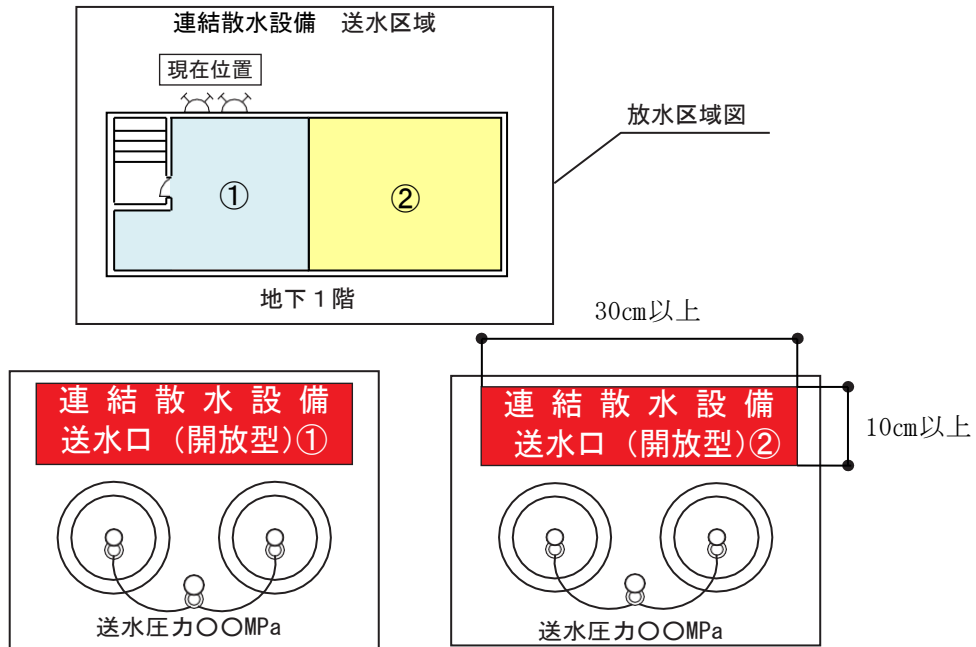 連結散水設備 送水区域
現在位置
放水区域図
①
②
地下１階
30cm以上
連結散水設備
送水口（開放型)①
連結散水設備
送水口（開放型)②
10cm以上
送水圧力〇〇MPa
送水圧力〇〇MPa